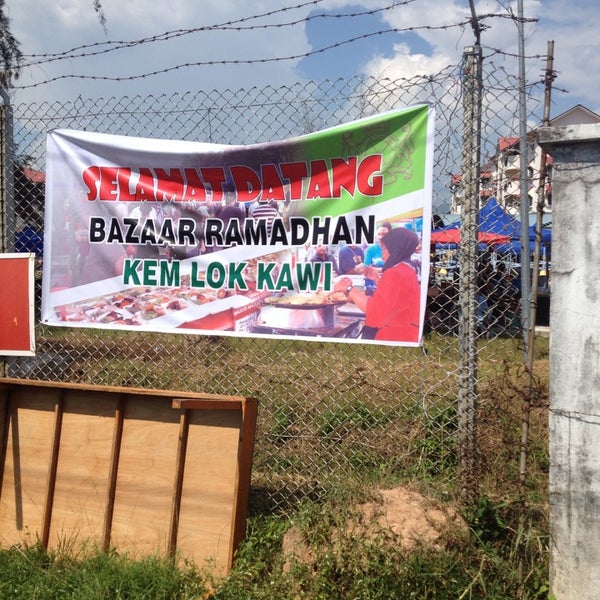 SELAMAT DATANG
BAZAAR RAMADHAN
KEM LOK KAWI